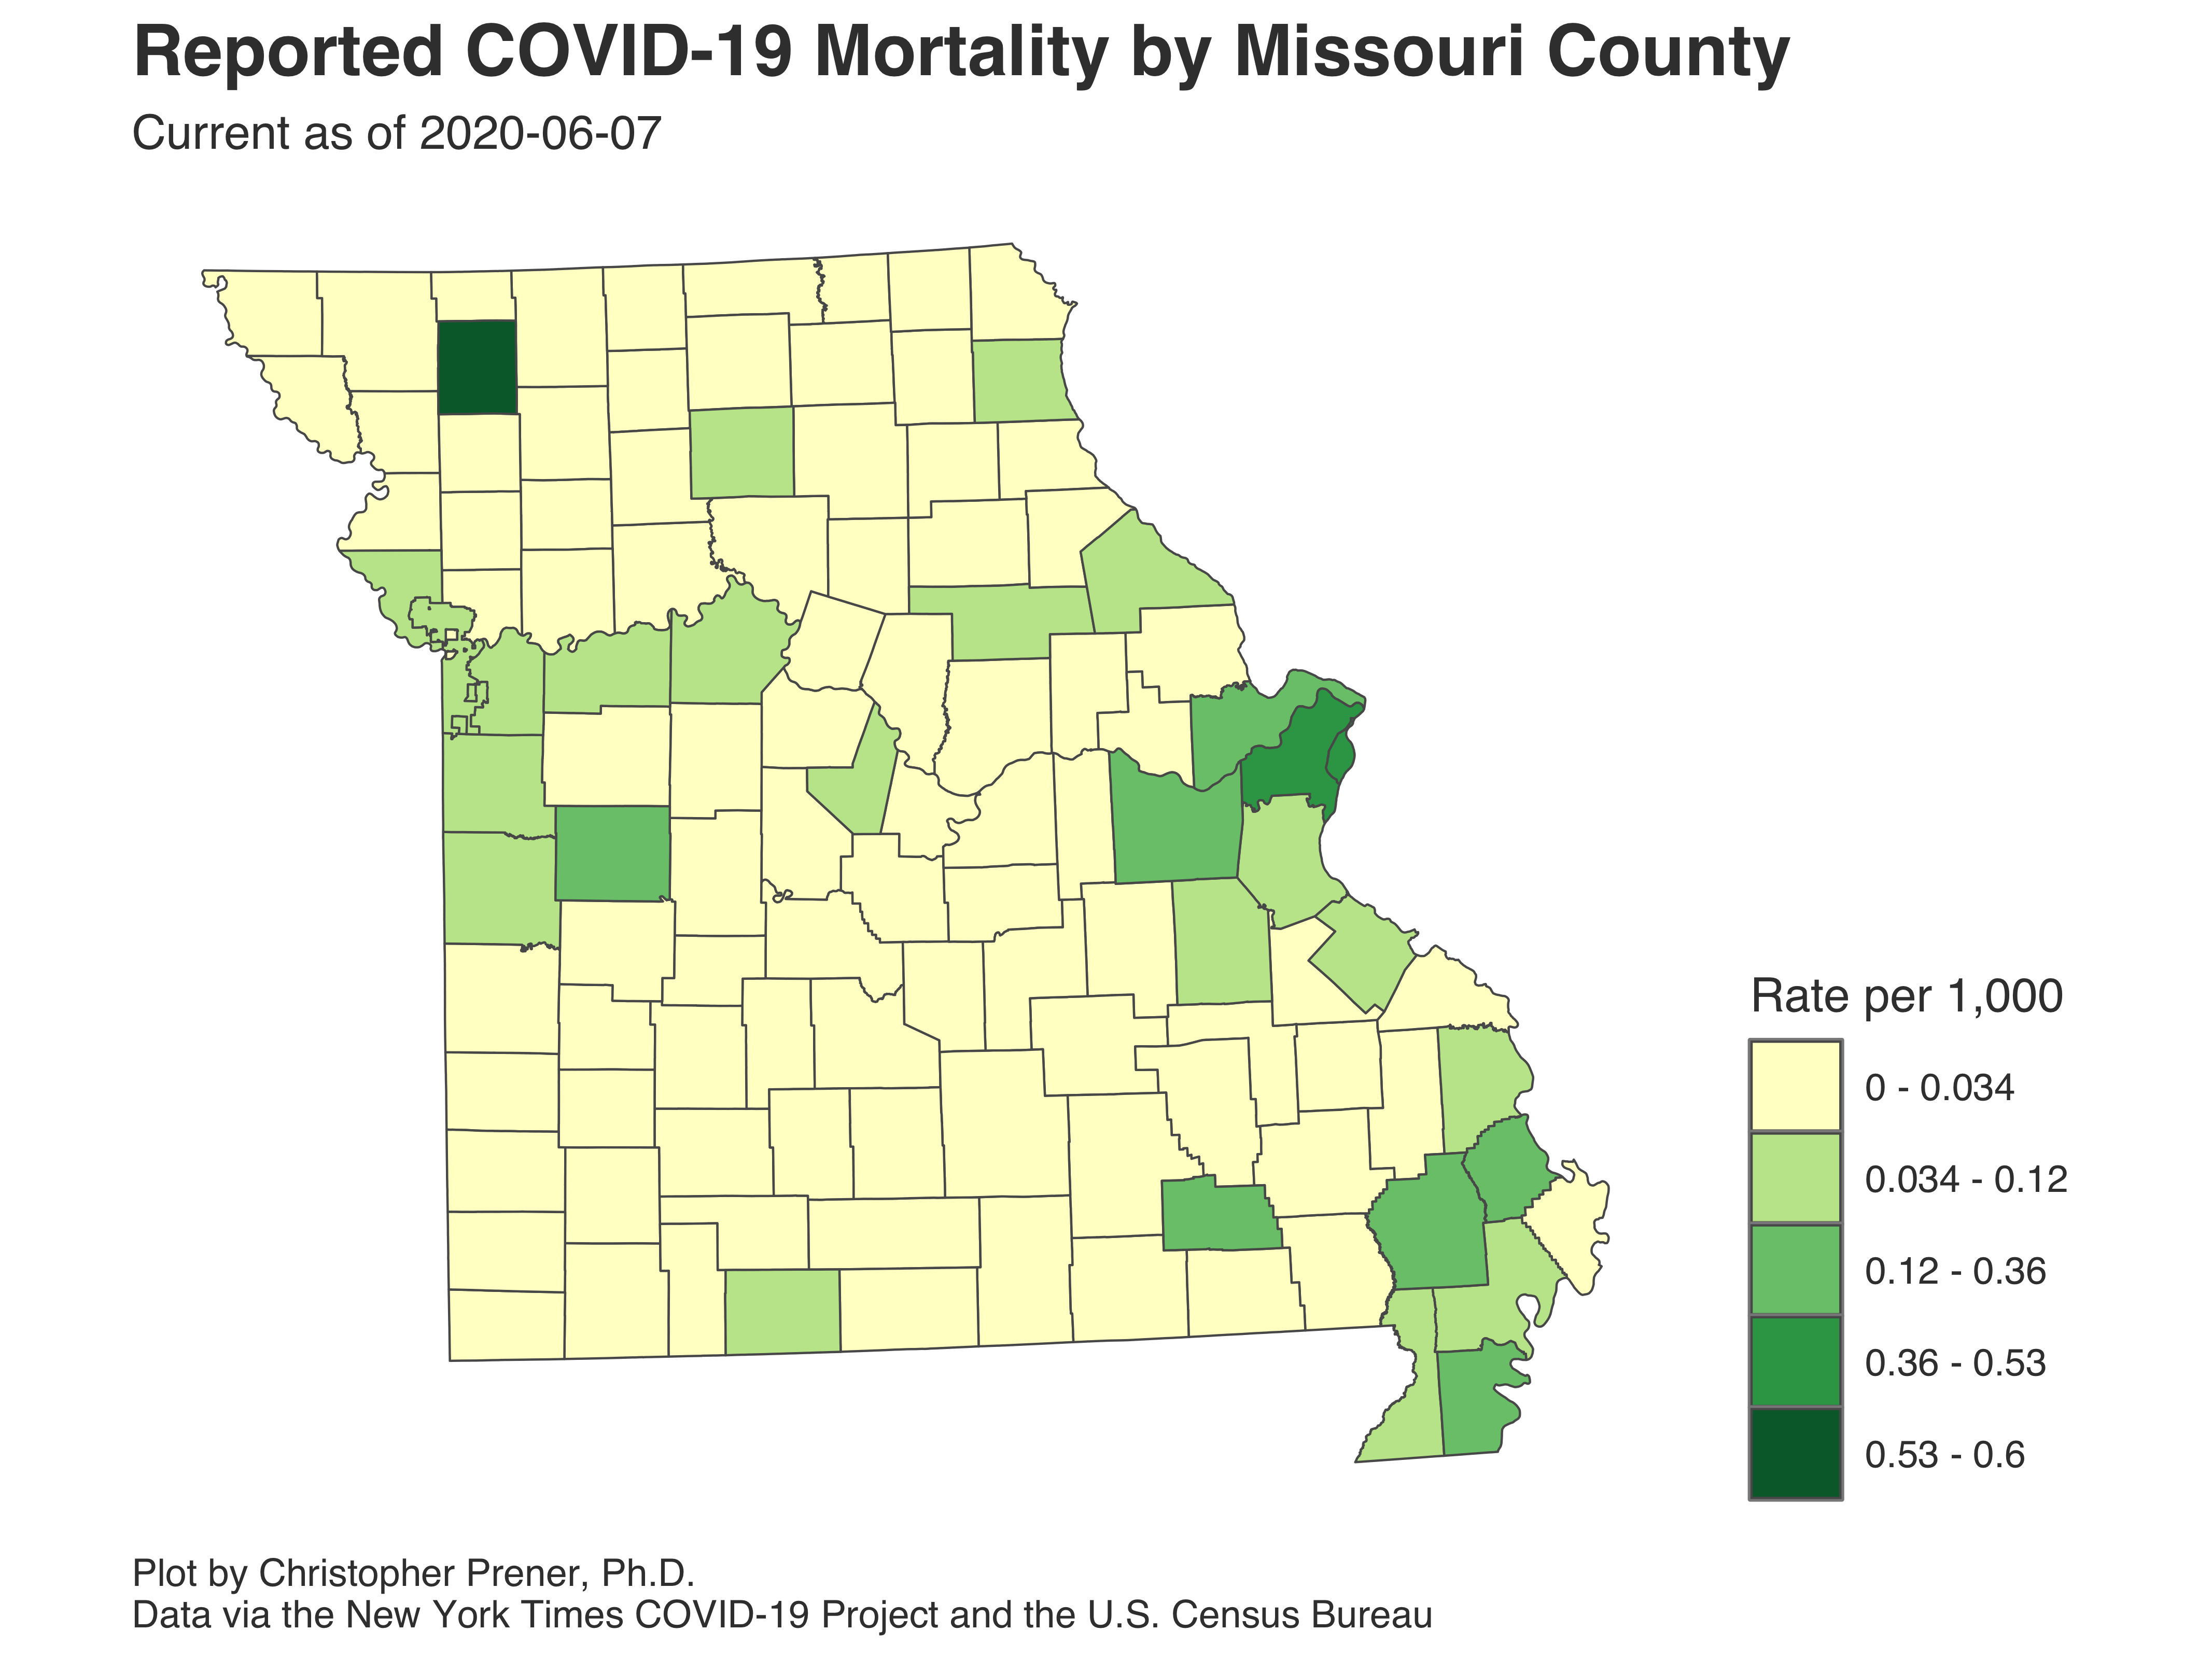 Reported COVID-19 Mortality by Missouri County
Current as of 2020-06-07
Rate per 1,000
0 - 0.034
0.034 - 0.12
0.12 - 0.36
0.36 - 0.53
0.53 - 0.6
Plot by Christopher Prener, Ph.D.
Data via the New York Times COVID-19 Project and the U.S. Census Bureau